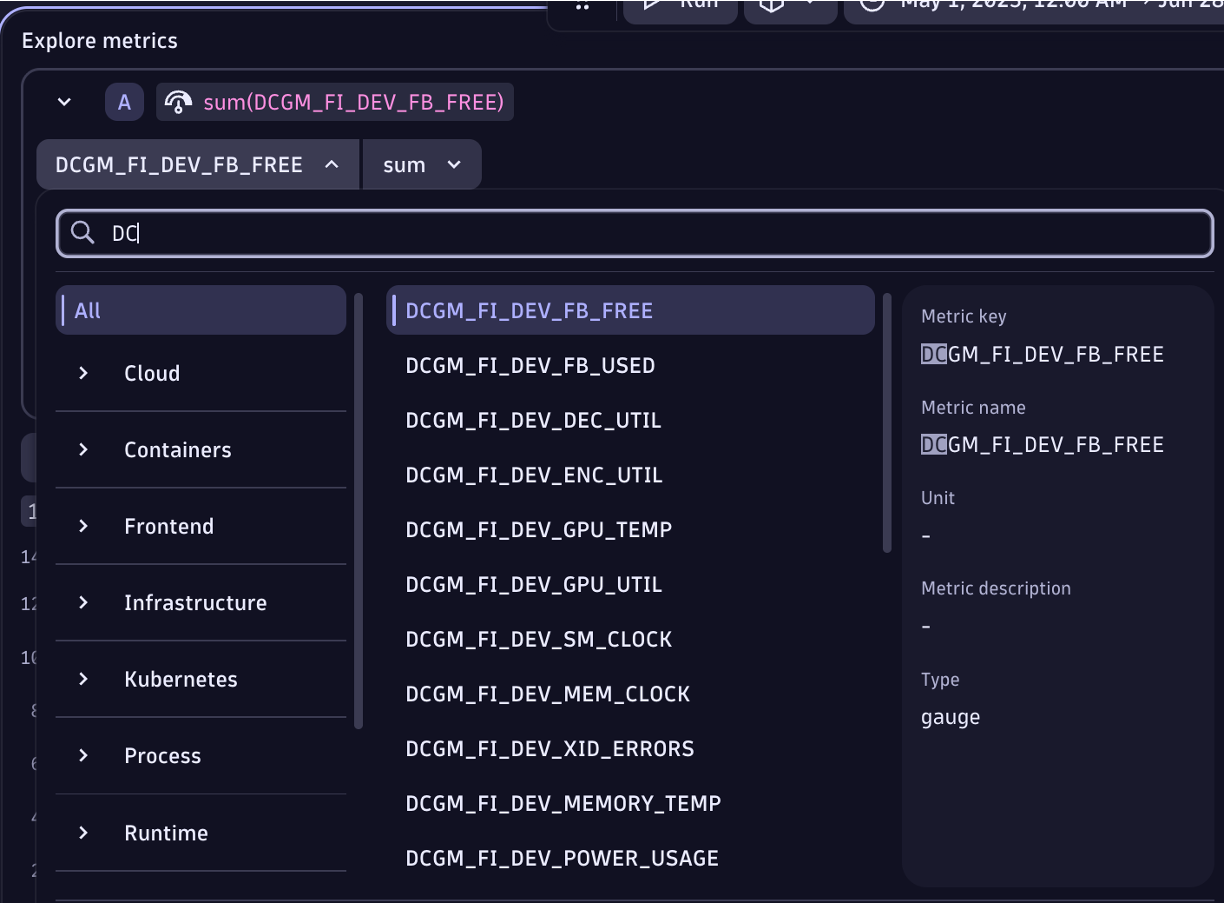 Run
May 1, 2025, 12:00 AM → Jun 28
Explore metrics
A
sum(DCGM_FI_DEV_FB_FREE)
DCGM_FI_DEV_FB_FREE
sum
DC
All
Cloud
Containers
Frontend
Infrastructure
Kubernetes
Process
Runtime
DCGM_FI_DEV_FB_FREE
DCGM_FI_DEV_FB_USED
DCGM_FI_DEV_DEC_UTIL
DCGM_FI_DEV_ENC_UTIL
DCGM_FI_DEV_GPU_TEMP
DCGM_FI_DEV_GPU_UTIL
DCGM_FI_DEV_SM_CLOCK
DCGM_FI_DEV_MEM_CLOCK
DCGM_FI_DEV_XID_ERRORS
DCGM_FI_DEV_MEMORY_TEMP
DCGM_FI_DEV_POWER_USAGE
Metric key
DCGM_FI_DEV_FB_FREE
Metric name
DCGM_FI_DEV_FB_FREE
Unit
-
Metric description
-
Type
gauge
1
14
12
10
8
6
4
2